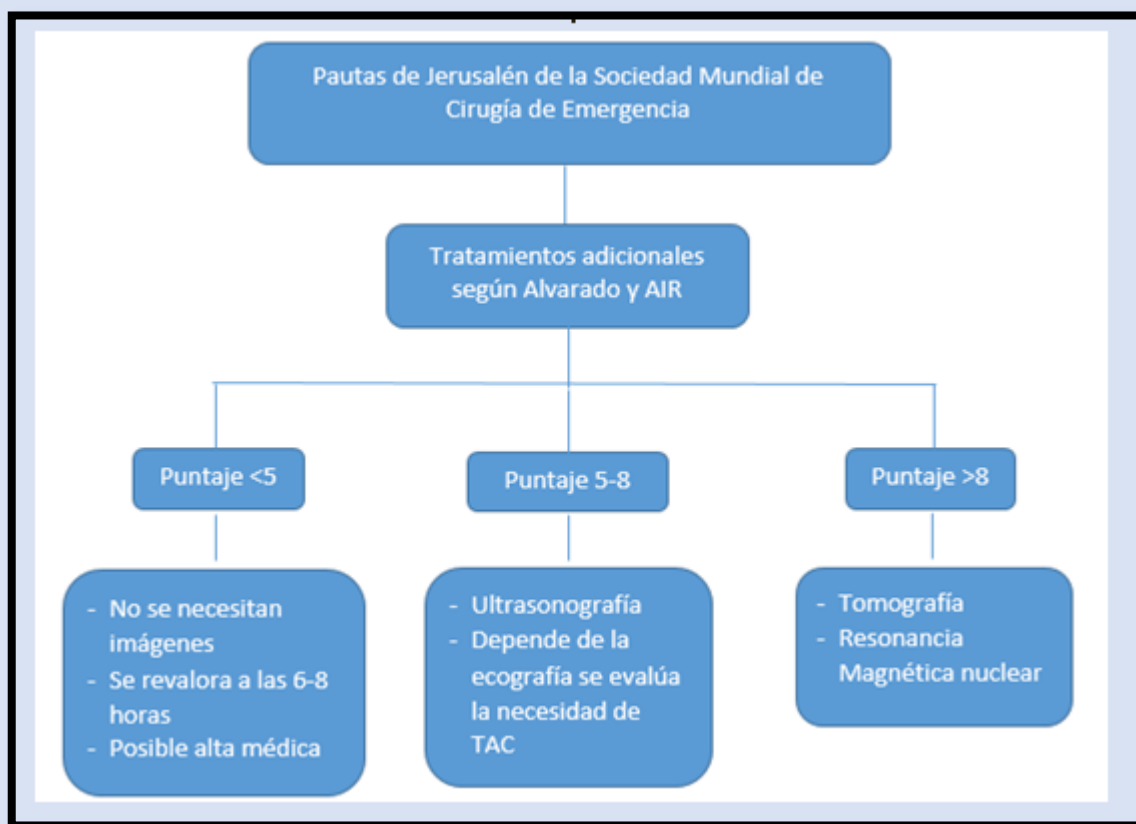 Pautas de Jerusalén de la Sociedad Mundial de
Cirugía de Emergencia
Tratamientos adicionales
según Alvarado y AIR
Puntaje <5
Puntaje 5-8
Puntaje >8
- No se necesitan
imágenes
- Se revalora a las 6-8
horas
- Posible alta médica
- Ultrasonografía
- Depende de la
ecografía se evalúa
la necesidad de
TAC
- Tomografía
- Resonancia
Magnética nuclear